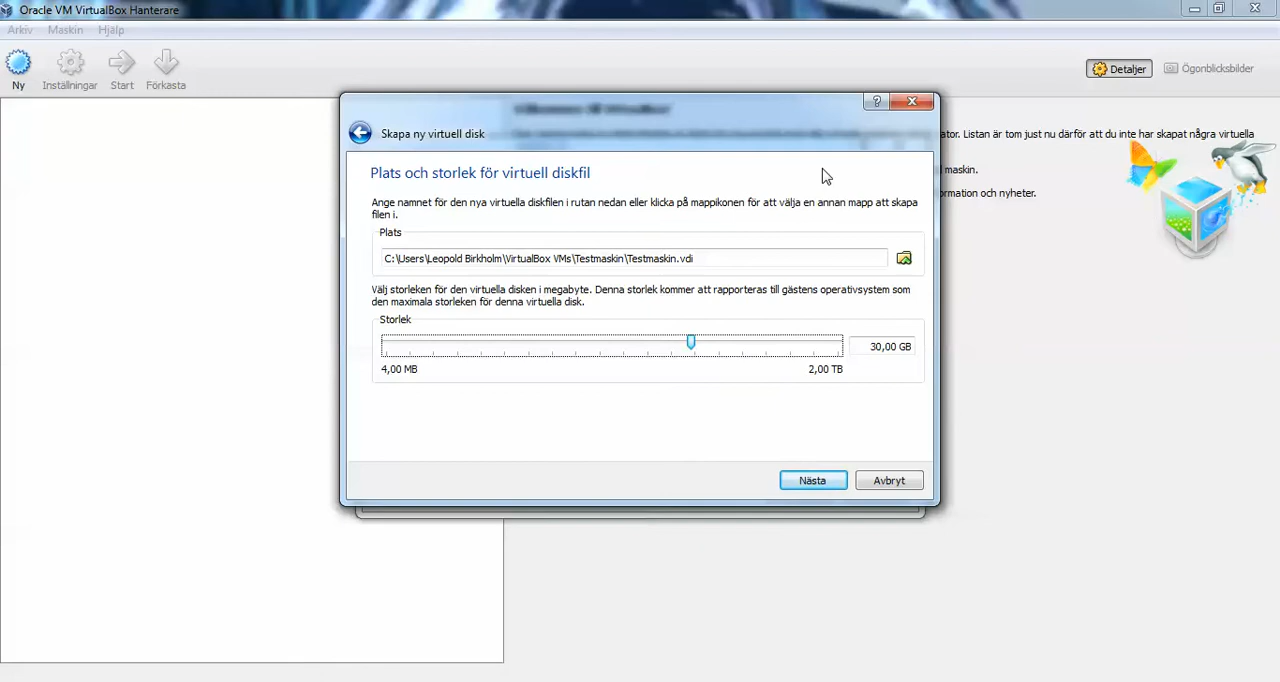 Oracle VM VirtualBox Hanterare
Arkiv Maskin Hjälp
Ny Inställningar Start Förkasta
Detaljer Ögonblicksbilder
Skapa ny virtuell disk
ator. Listan är tom just nu därför att du inte har skapat några virtuella
maskin.
ormation och nyheter.
Plats och storlek för virtuell diskfil
Ange namnet för den nya virtuella diskfilen i rutan nedan eller klicka på mappikonen för att välja en annan mapp att skapa
filen i.
Plats
C:\Users\Leopold Birkholm\VirtualBox VMs\Testmaskin\Testmaskin.vdi
Välj storleken för den virtuella disken i megabyte. Denna storlek kommer att rapporteras till gästens operativsystem som
den maximala storleken för denna virtuella disk.
Storlek
30,00 GB
4,00 MB 2,00 TB
Nästa Avbryt